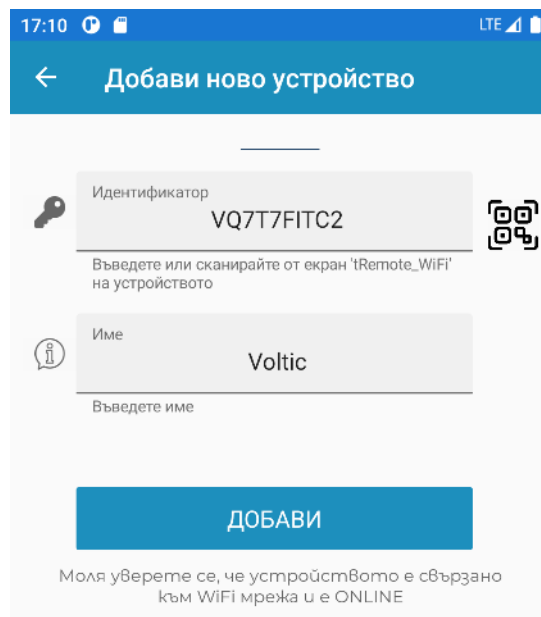 17:10 LTE
Добави ново устройство
Идентификатор
VQ7T7FITC2
Въведете или сканирайте от екран 'tRemote_WiFi'
на устройството
Име
Voltic
Въведете име
ДОБАВИ
Моля уверете се, че устройството е свързано
към WiFi мрежа и е ONLINE